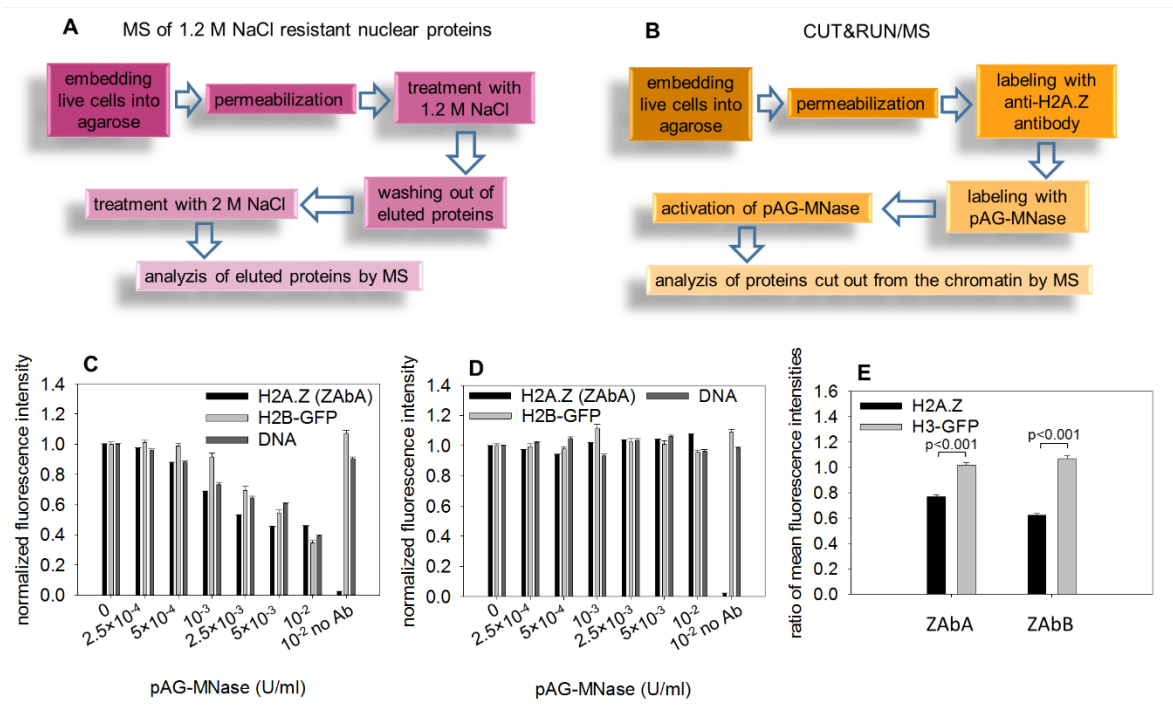 A MS of 1.2 M NaCl resistant nuclear proteins
embedding
live cells into
agarose
permeabilization
treatment with
1.2 M NaCl
washing out of
eluted proteins
treatment with 2 M NaCl
analyzis of eluted proteins by MS
B CUT&RUN/MS
embedding
live cells into
agarose
permeabilization
labeling with
anti-H2A.Z
antibody
labeling with
pAG-MNase
activation of pAG-MNase
analyzis of proteins cut out from the chromatin by MS
C
normalized fluorescence intensity
1.4
1.2
1.0
0.8
0.6
0.4
0.2
0.0
H2A.Z (ZAbA)
H2B-GFP
DNA
0
2.5×10⁻⁴
5×10⁻⁴
10⁻³
2.5×10⁻³
5×10⁻³
10⁻²
10⁻² no Ab
pAG-MNase (U/ml)
D
normalized fluorescence intensity
1.4
1.2
1.0
0.8
0.6
0.4
0.2
0.0
H2A.Z (ZAbA) DNA
H2B-GFP
0
2.5×10⁻⁴
5×10⁻⁴
10⁻³
2.5×10⁻³
5×10⁻³
10⁻²
10⁻² no Ab
pAG-MNase (U/ml)
E
ratio of mean fluorescence intensities
1.6
1.4
1.2
1.0
0.8
0.6
0.4
0.2
0.0
H2A.Z
H3-GFP
p<0.001
p<0.001
ZAbA ZAbB